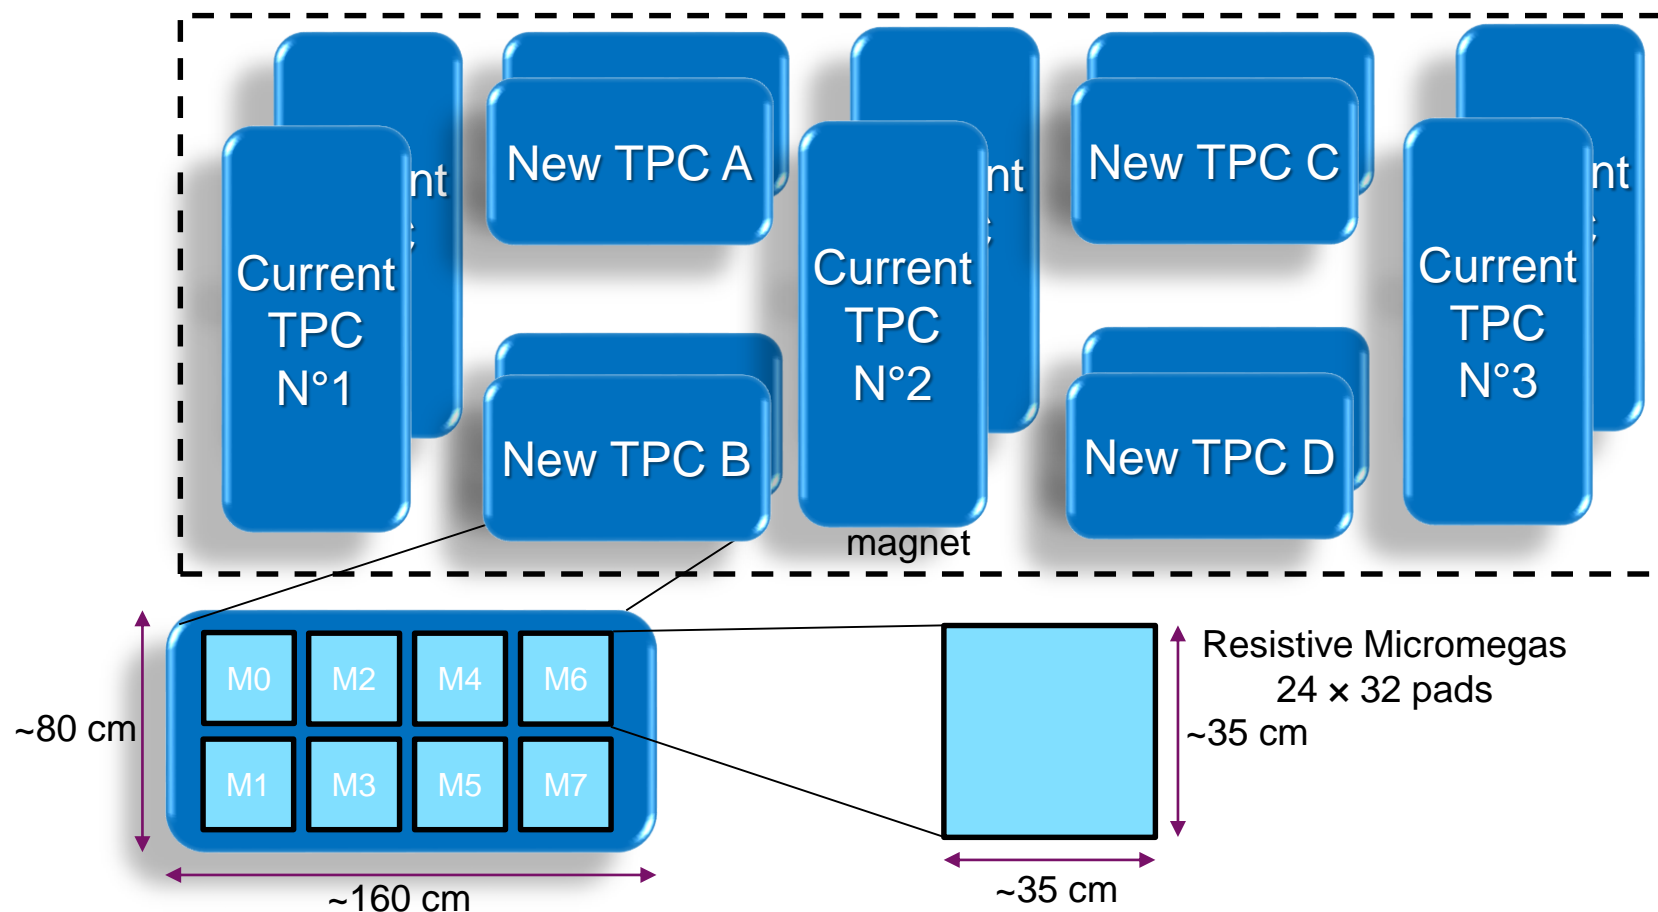 New TPC A
New TPC C
nt
nt
nt
Current
TPC
N°1
Current
TPC
N°2
Current
TPC
N°3
New TPC B
New TPC D
magnet
M0 M2 M4 M6
M1 M3 M5 M7
~80 cm
~160 cm
Resistive Micromegas
24 × 32 pads
~35 cm
~35 cm